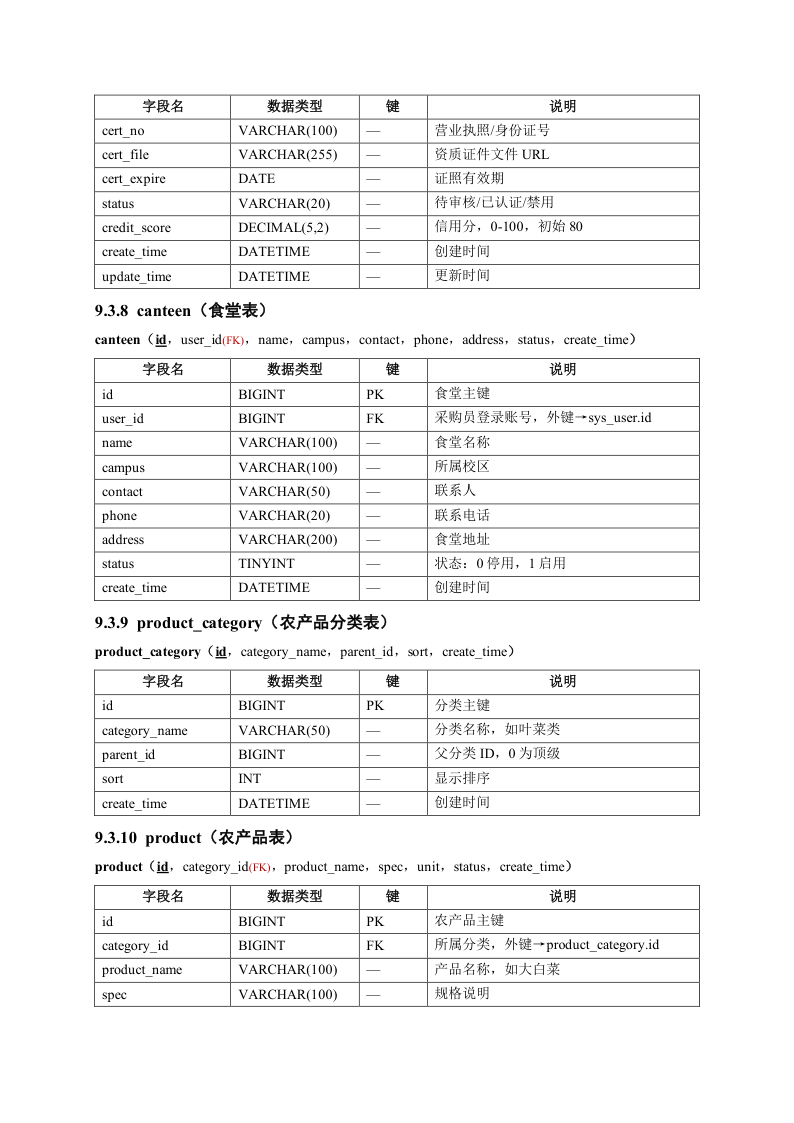 字段名 数据类型 键 说明
cert_no VARCHAR(100) — 营业执照/身份证号
cert_file VARCHAR(255) — 资质证件文件 URL
cert_expire DATE — 证照有效期
status VARCHAR(20) — 待审核/已认证/禁用
credit_score DECIMAL(5,2) — 信用分，0-100，初始 80
create_time DATETIME — 创建时间
update_time DATETIME — 更新时间
9.3.8 canteen（食堂表）
canteen（id，user_id(FK)，name，campus，contact，phone，address，status，create_time）
字段名 数据类型 键 说明
id BIGINT PK 食堂主键
user_id BIGINT FK 采购员登录账号，外键→sys_user.id
name VARCHAR(100) — 食堂名称
campus VARCHAR(100) — 所属校区
contact VARCHAR(50) — 联系人
phone VARCHAR(20) — 联系电话
address VARCHAR(200) — 食堂地址
status TINYINT — 状态：0 停用，1 启用
create_time DATETIME — 创建时间
9.3.9 product_category（农产品分类表）
product_category（id，category_name，parent_id，sort，create_time）
字段名 数据类型 键 说明
id BIGINT PK 分类主键
category_name VARCHAR(50) — 分类名称，如叶菜类
parent_id BIGINT — 父分类 ID，0 为顶级
sort INT — 显示排序
create_time DATETIME — 创建时间
9.3.10 product（农产品表）
product（id，category_id(FK)，product_name，spec，unit，status，create_time）
字段名 数据类型 键 说明
id BIGINT PK 农产品主键
category_id BIGINT FK 所属分类，外键→product_category.id
product_name VARCHAR(100) — 产品名称，如大白菜
spec VARCHAR(100) — 规格说明